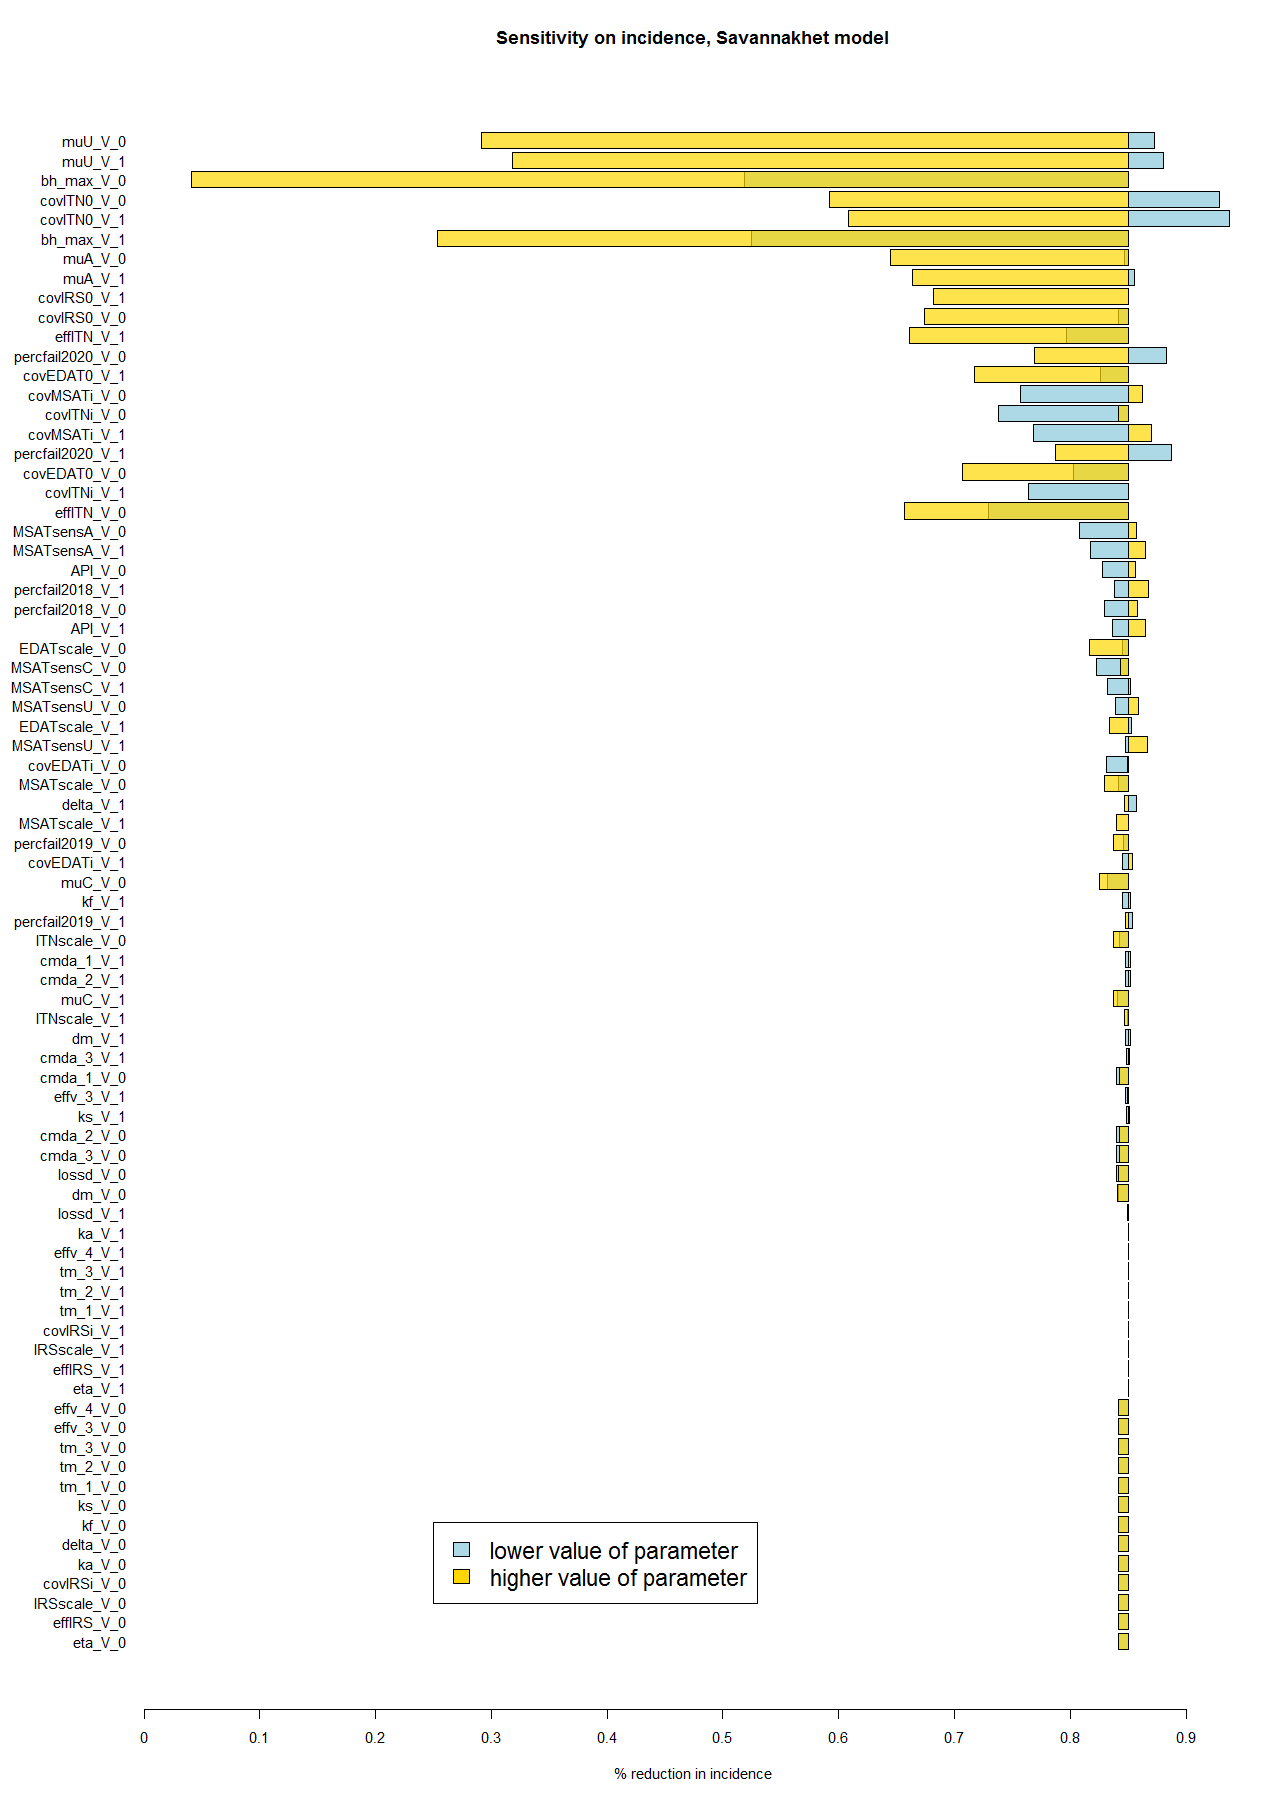 Sensitivity on incidence, Savannakhet model
muU_V_0
muU_V_1
bh_max_V_0
covITN0_V_0
covITN0_V_1
bh_max_V_1
muA_V_0
muA_V_1
covIRS0_V_1
covIRS0_V_0
effITN_V_1
percfail2020_V_0
covEDAT0_V_1
covMSATi_V_0
covITNi_V_0
covMSATi_V_1
percfail2020_V_1
covEDAT0_V_0
covITNi_V_1
effITN_V_0
MSATsensA_V_0
MSATsensA_V_1
API_V_0
percfail2018_V_1
percfail2018_V_0
API_V_1
EDATscale_V_0
MSATsensC_V_0
MSATsensC_V_1
MSATsensU_V_0
EDATscale_V_1
MSATsensU_V_1
covEDATi_V_0
MSATscale_V_0
delta_V_1
MSATscale_V_1
percfail2019_V_0
covEDATi_V_1
muC_V_0
kf_V_1
percfail2019_V_1
ITNscale_V_0
cmda_1_V_1
cmda_2_V_1
muC_V_1
ITNscale_V_1
dm_V_1
cmda_3_V_1
cmda_1_V_0
effv_3_V_1
ks_V_1
cmda_2_V_0
cmda_3_V_0
lossd_V_0
dm_V_0
lossd_V_1
ka_V_1
effv_4_V_1
tm_3_V_1
tm_2_V_1
tm_1_V_1
covIRSi_V_1
IRSscale_V_1
effIRS_V_1
eta_V_1
effv_4_V_0
effv_3_V_0
tm_3_V_0
tm_2_V_0
tm_1_V_0
ks_V_0
kf_V_0
delta_V_0
ka_V_0
covIRSi_V_0
IRSscale_V_0
effIRS_V_0
eta_V_0
lower value of parameter
higher value of parameter
0 0.1 0.2 0.3 0.4 0.5 0.6 0.7 0.8 0.9
% reduction in incidence